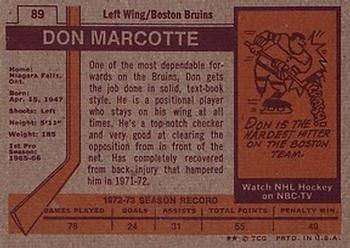 89
Left Wing/Boston Bruins
DON MARCOTTE
Home:
Niagara Falls,
Ont.
Born:
Apr. 15, 1947
Shoots: Left
Height: 5'11"
Weight: 185
1st Pro
Season:
1965-66
One of the most dependable for-
wards on the Bruins, Don gets
the job done in solid, text-book
style. He is a positional player
who stays on his wing at all
times. He's a top-notch checker
and very good at clearing the
opposition from in front of his
net. Has completely recovered
from back injury that hampered
him in 1971-72.
DON IS THE
HARDEST HITTER
ON THE BOSTON
TEAM.
Watch NHL Hockey
on NBC-TV
1972-73 SEASON RECORD
GAMES PLAYED GOALS ASSISTS POINTS PENALTY MIN
78 24 31 55 49
** © TCG PRTD. IN U.S.A.